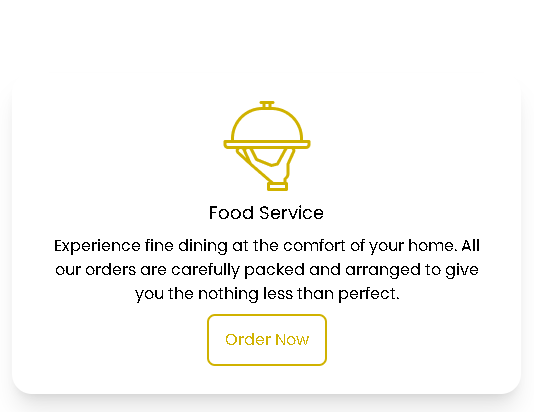 Food Service
Experience fine dining at the comfort of your home. All
our orders are carefully packed and arranged to give
you the nothing less than perfect.
Order Now